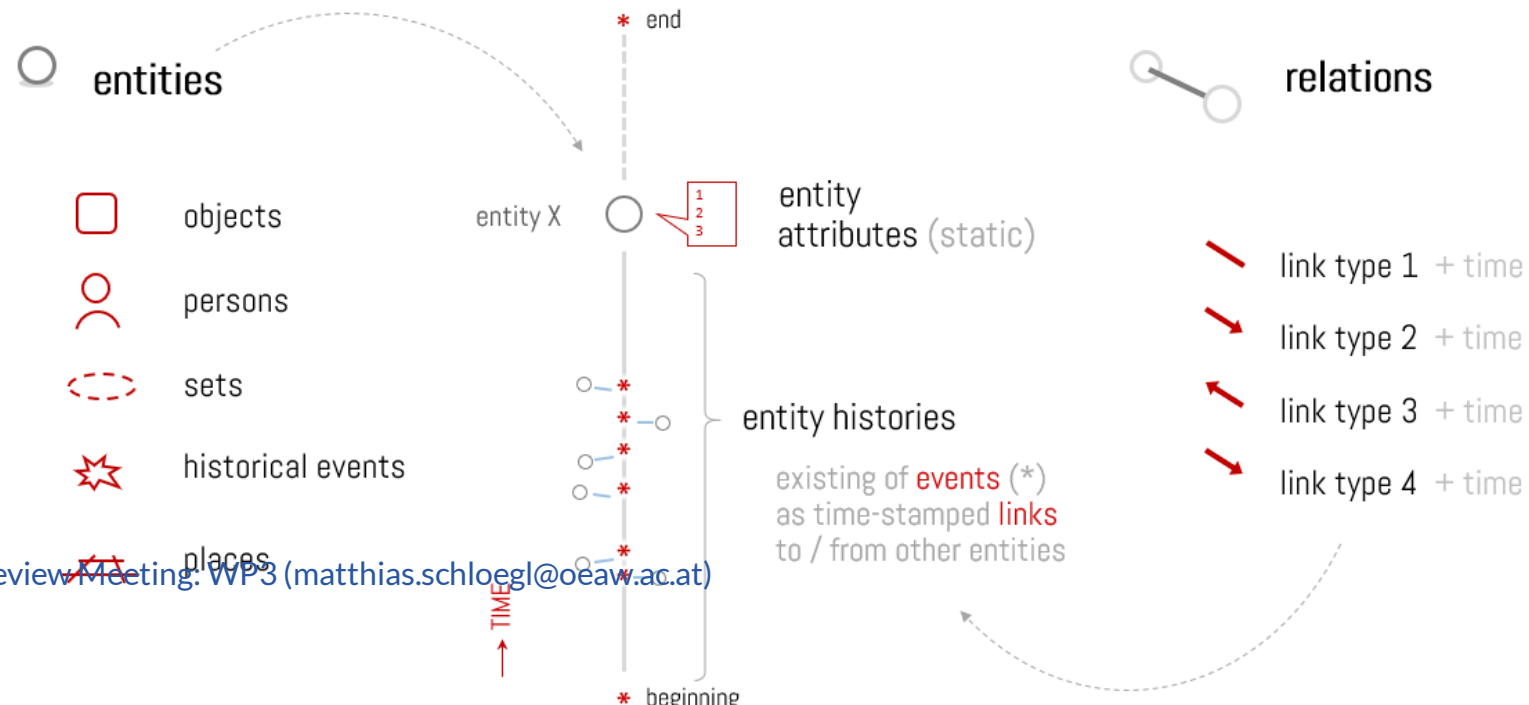 entities
objects
persons
sets
historical events
places
eview Meeting: WP3 (matthias.schloegl@oeaw.ac.at)
TIME
* end
entity X
1
2
3
entity
attributes (static)
entity histories
existing of events (*)
as time-stamped links
to / from other entities
* beginning
relations
link type 1 + time
link type 2 + time
link type 3 + time
link type 4 + time